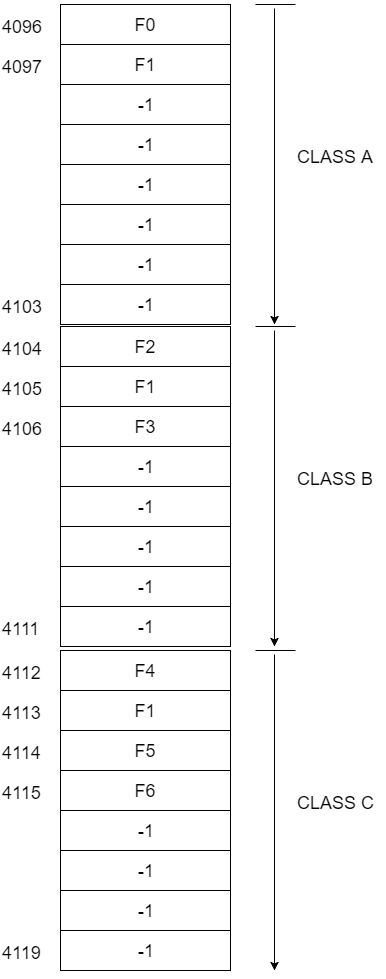 4096 F0
4097 F1
-1
-1
-1 CLASS A
-1
-1
4103 -1
4104 F2
4105 F1
4106 F3
-1 CLASS B
-1
-1
-1
4111 -1
4112 F4
4113 F1
4114 F5
4115 F6 CLASS C
-1
-1
-1
4119 -1